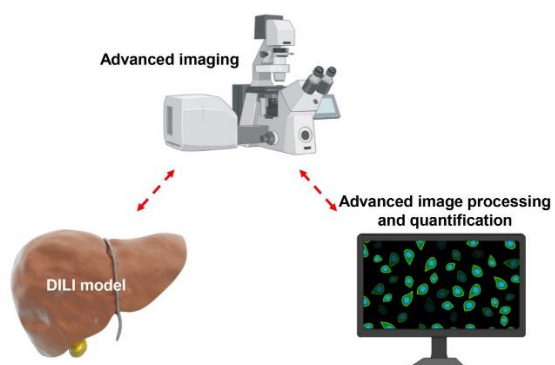 Advanced imaging
Advanced image processing
and quantification
DILI model